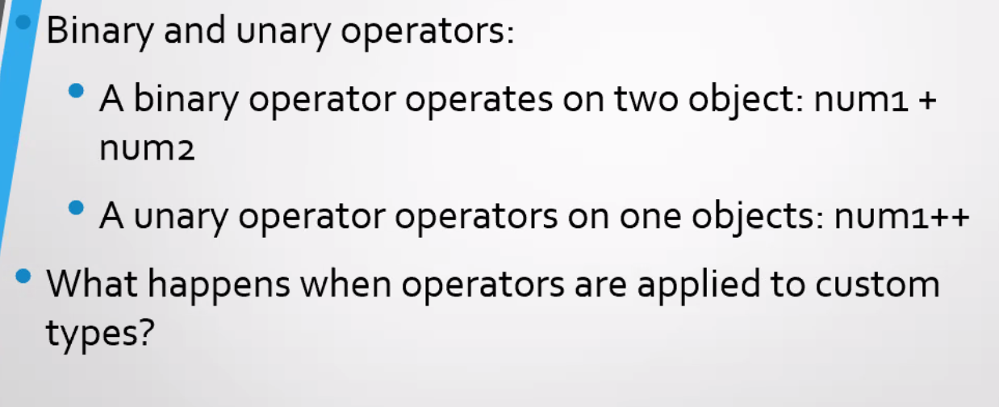 Binary and unary operators:
A binary operator operates on two object: num1 +
num2
A unary operator operators on one objects: num1++
What happens when operators are applied to custom
types?